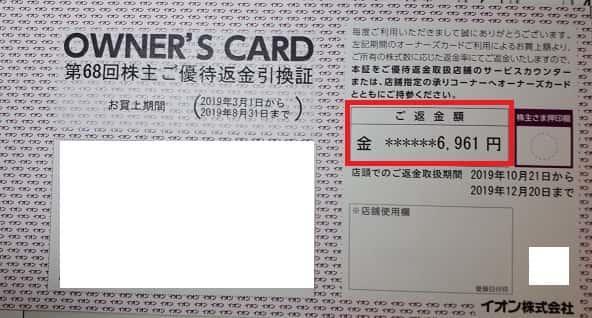 OWNER'S CARD
第68回株主ご優待返金引換証
お買上期間
(2019年3月1日から
2019年8月31日まで)
毎度ご利用いただきまして誠にありがとうございます。
左記期間のオーナーズカードご利用によるお買上額より、
ご所有の株式数に応じた返金率にてご返金いたしますので、
本証をご優待返金取扱店舗のサービスカウンター
または、店舗指定の承りコーナーへオーナーズカード
とともにご持参ください。
ご返金額
金 ******6,961円
株主さま押印欄
店頭でのご返金取扱期間 2019年10月21日から
2019年12月20日まで
※店舗使用欄
イオン株式会社